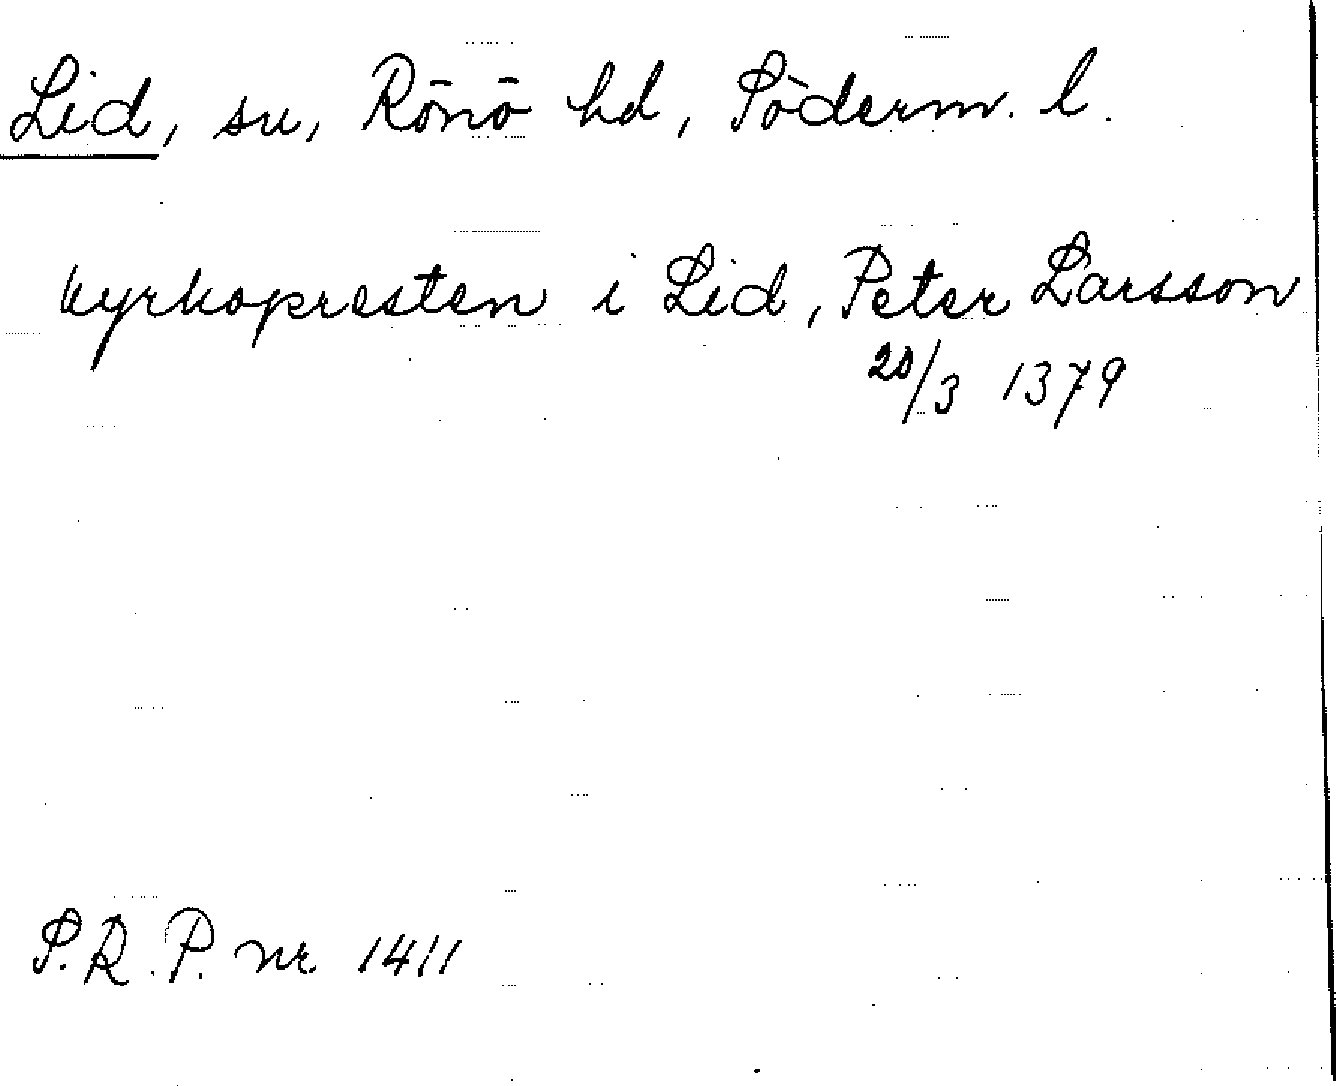 Lid, sn, Rönö hd, Söderm. l.
kyrkopresten i Lid, Peter Larsson
20/3 1379
S.R.P. nr 1411